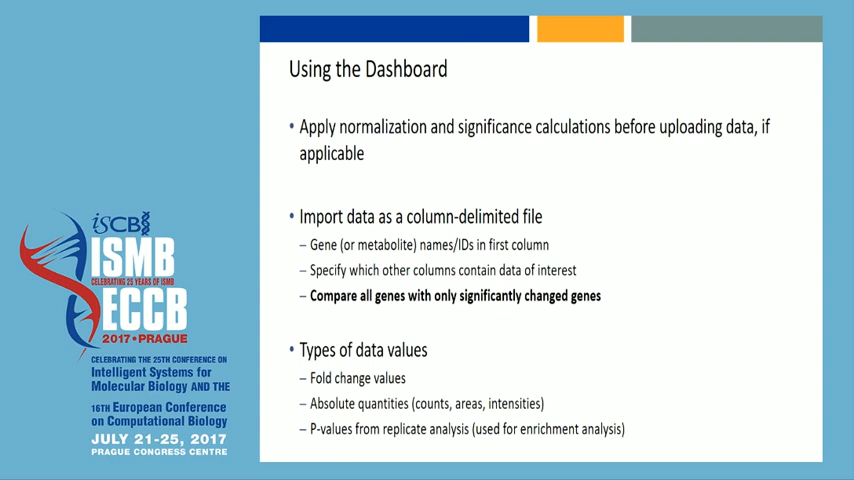 Using the Dashboard
• Apply normalization and significance calculations before uploading data, if
applicable
• Import data as a column-delimited file
– Gene (or metabolite) names/IDs in first column
– Specify which other columns contain data of interest
– Compare all genes with only significantly changed genes
• Types of data values
– Fold change values
– Absolute quantities (counts, areas, intensities)
– P-values from replicate analysis (used for enrichment analysis)
iSCB
ISMB
CELEBRATING 25 YEARS OF ISMB
ECCB
2017 • PRAGUE
CELEBRATING THE 25TH CONFERENCE ON
Intelligent Systems for
Molecular Biology AND THE
16TH European Conference
on Computational Biology
JULY 21-25, 2017
PRAGUE CONGRESS CENTRE